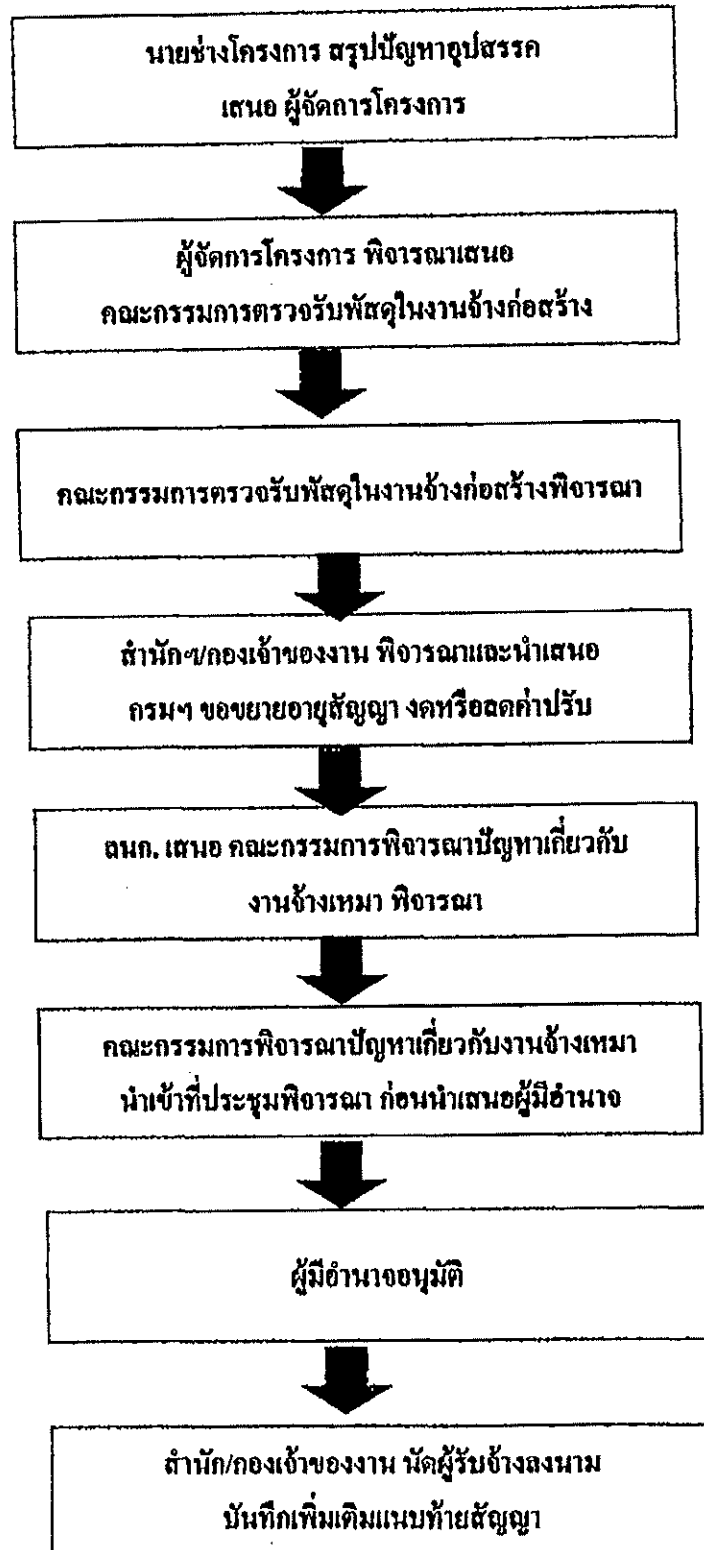 นายช่างโครงการ สรุปปัญหาอุปสรรค
เสนอ ผู้จัดการโครงการ
ผู้จัดการโครงการ พิจารณาเสนอ
คณะกรรมการตรวจรับพัสดุในงานจ้างก่อสร้าง
คณะกรรมการตรวจรับพัสดุในงานจ้างก่อสร้างพิจารณา
สำนักฯ/กองเจ้าของงาน พิจารณาและนำเสนอ
กรมฯ ขอขยายอายุสัญญา งดหรือลดค่าปรับ
ลนก. เสนอ คณะกรรมการพิจารณาปัญหาเกี่ยวกับ
งานจ้างเหมา พิจารณา
คณะกรรมการพิจารณาปัญหาเกี่ยวกับงานจ้างเหมา
นำเข้าที่ประชุมพิจารณา ก่อนนำเสนอผู้มีอำนาจ
ผู้มีอำนาจอนุมัติ
สำนัก/กองเจ้าของงาน นัดผู้รับจ้างลงนาม
บันทึกเพิ่มเติมแนบท้ายสัญญา